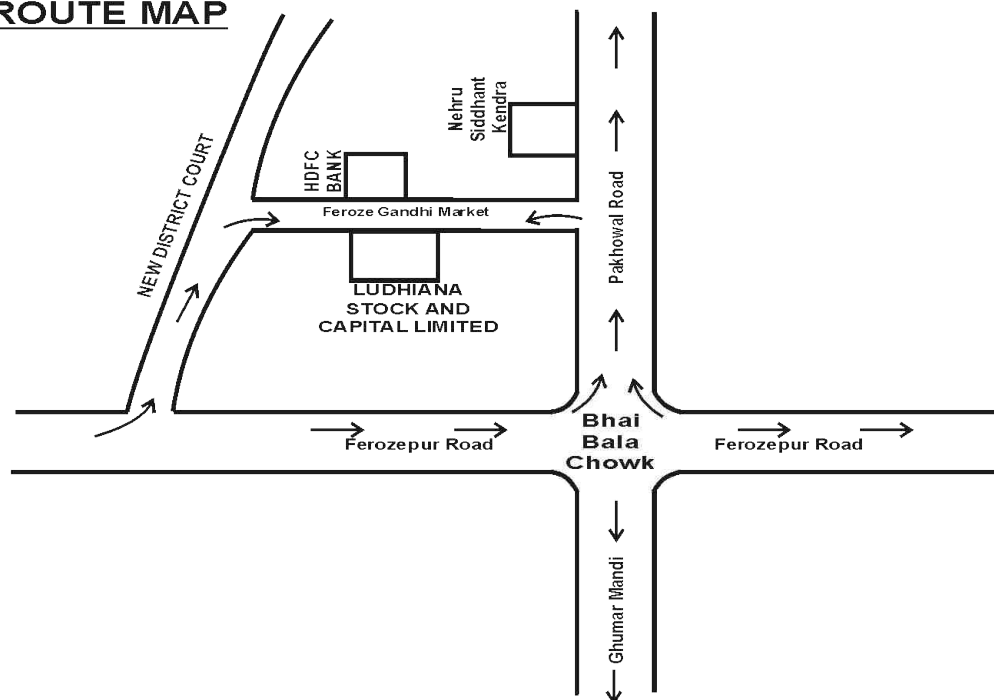 ROUTE MAP
Nehru
Siddhant
Kendra
HDFC
BANK
NEW DISTRICT COURT
Feroze Gandhi Market
Pakhowal Road
LUDHIANA
STOCK AND
CAPITAL LIMITED
Bhai
Bala
Chowk
Ferozepur Road
Ferozepur Road
Ghumar Mandi